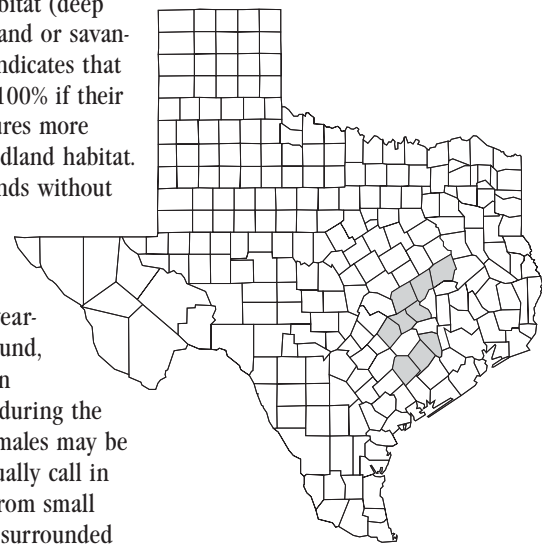 bitat (deep
and or savan-
ndicates that
100% if their
ures more
dland habitat.
nds without
year-
und,
n
during the
males may be
ually call in
rom small
surrounded